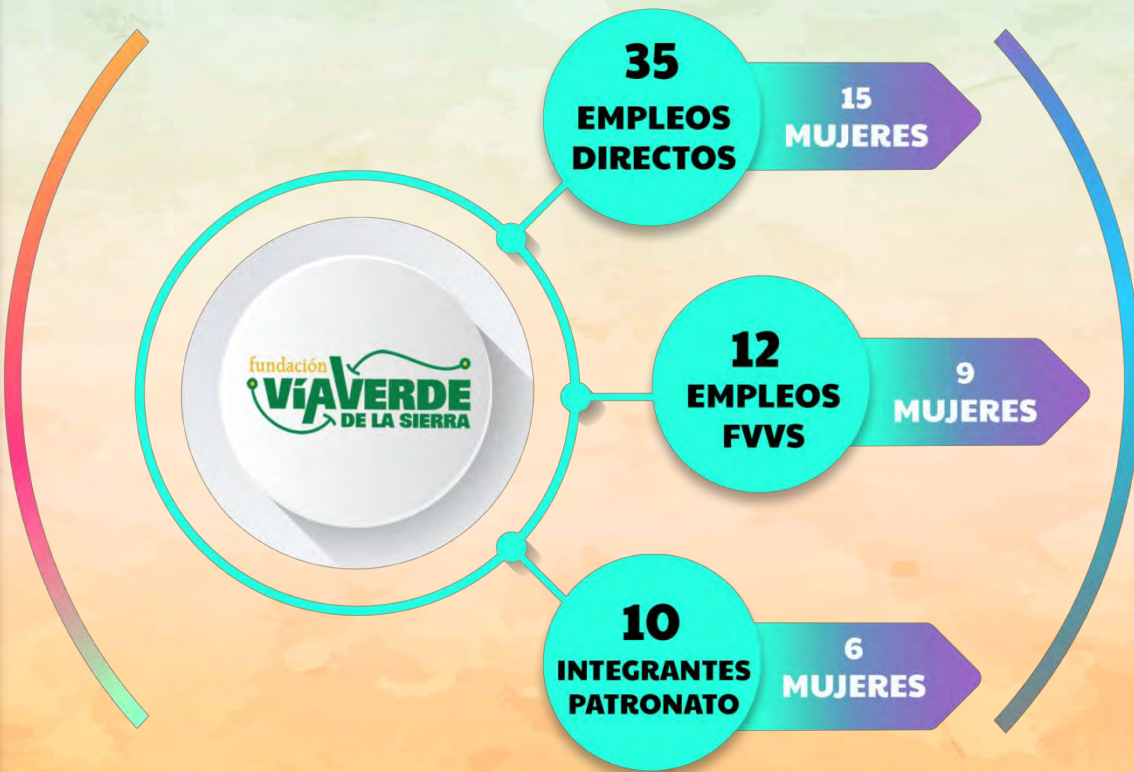 35
EMPLEOS
DIRECTOS
15
MUJERES
fundación
VíAVERDE
DE LA SIERRA
12
EMPLEOS
FVVS
9
MUJERES
10
INTEGRANTES
PATRONATO
6
MUJERES